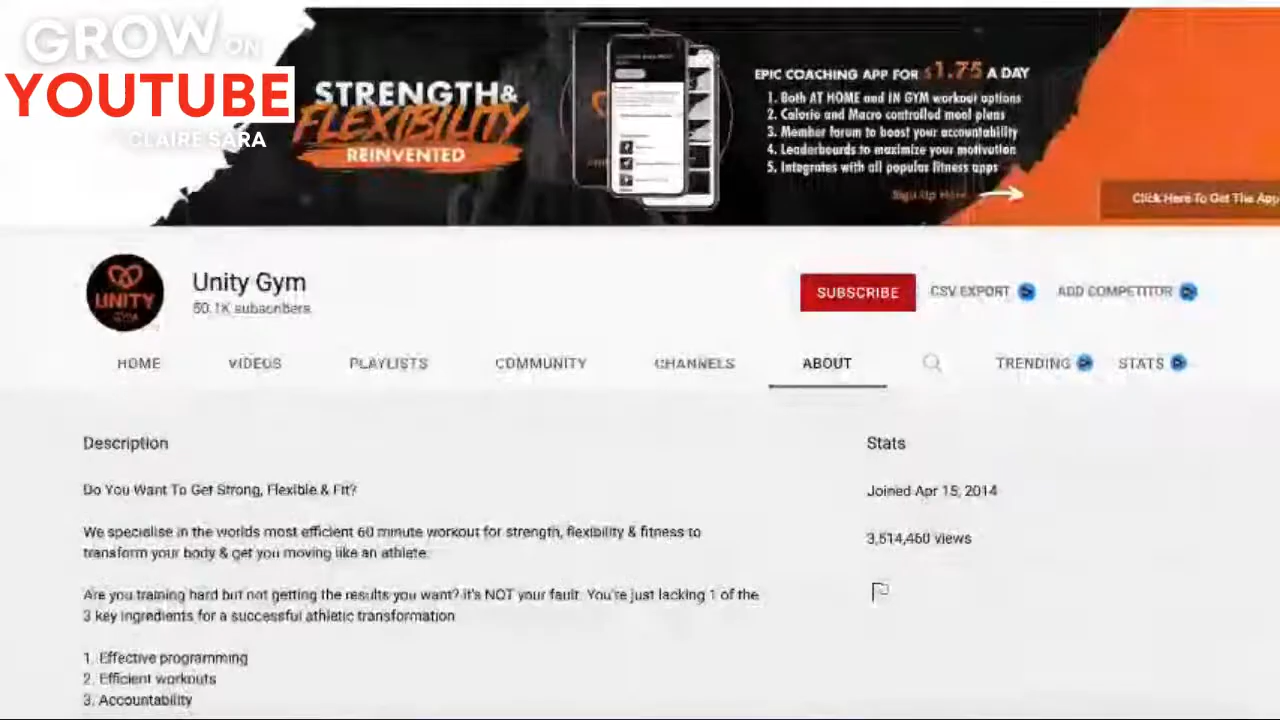 GROW ON
YOUTUBE
CLAIRE SARA
STRENGTH&
FLEXIBILITY
REINVENTED
EPIC COACHING APP FOR $1.75 A DAY
1. Both AT HOME and IN GYM workout options
2. Calorie and Macro controlled meal plans
3. Member forum to boost your accountability
4. Leaderboards to maximize your motivation
5. Integrates with all popular fitness apps
Sign Up Here
Click Here To Get The App
UNITY
GYM
Unity Gym
50.1K subscribers
SUBSCRIBE
CSV EXPORT
ADD COMPETITOR
HOME
VIDEOS
PLAYLISTS
COMMUNITY
CHANNELS
ABOUT
TRENDING
STATS
Description
Do You Want To Get Strong, Flexible & Fit?
We specialise in the worlds most efficient 60 minute workout for strength, flexibility & fitness to
transform your body & get you moving like an athlete.
Are you training hard but not getting the results you want? It's NOT your fault. You're just lacking 1 of the
3 key ingredients for a successful athletic transformation
1. Effective programming
2. Efficient workouts
3. Accountability
Stats
Joined Apr 15, 2014
3,514,460 views